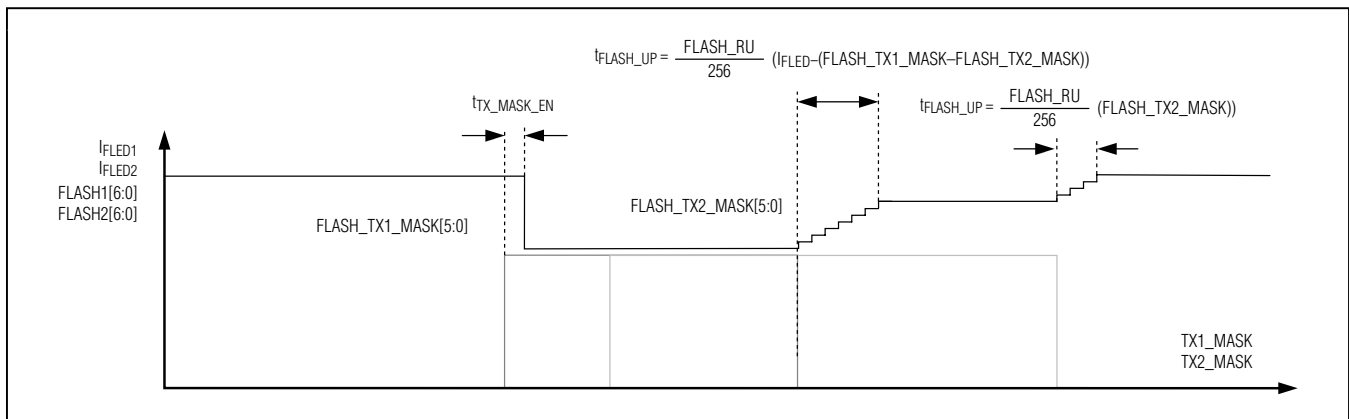 tFLASH_UP = FLASH_RU / 256 (IFLED–(FLASH_TX1_MASK–FLASH_TX2_MASK))
tTX_MASK_EN
tFLASH_UP = FLASH_RU / 256 (FLASH_TX2_MASK))
IFLED1
IFLED2
FLASH1[6:0]
FLASH2[6:0]
FLASH_TX1_MASK[5:0]
FLASH_TX2_MASK[5:0]
TX1_MASK
TX2_MASK